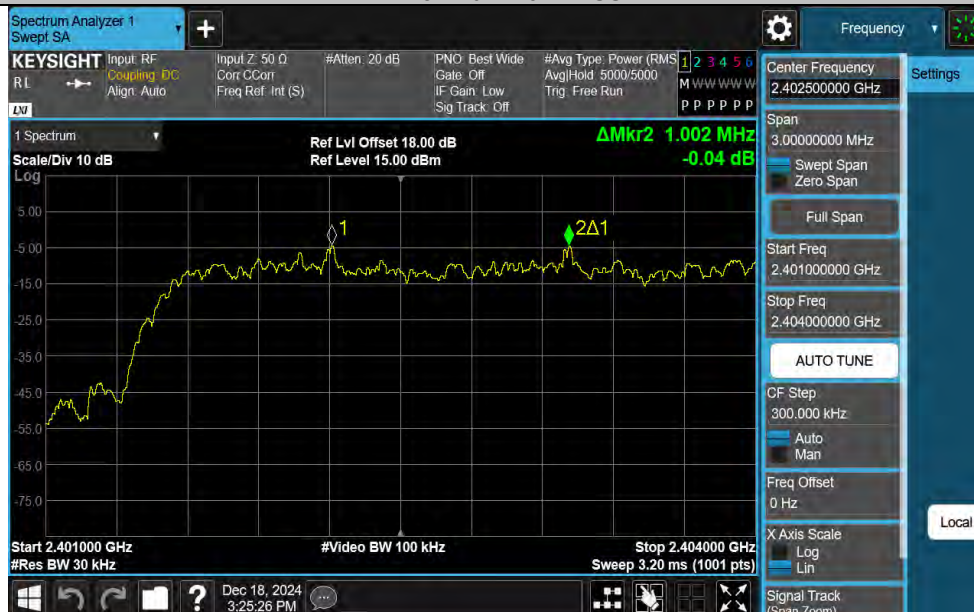 Spectrum Analyzer 1
Swept SA
+
Frequency
KEYSIGHT
RL
LXI
Input: RF
Coupling: DC
Align: Auto
Input Z: 50 Ω
Corr CCorr
Freq Ref: Int (S)
#Atten: 20 dB
PNO: Best Wide
Gate: Off
IF Gain: Low
Sig Track: Off
#Avg Type: Power (RMS
Avg|Hold: 5000/5000
Trig: Free Run
1 2 3 4 5 6
M W W W W W
P P P P P P
1 Spectrum
Scale/Div 10 dB
Log
Ref Lvl Offset 18.00 dB
Ref Level 15.00 dBm
ΔMkr2 1.002 MHz
-0.04 dB
5.00
-5.00
-15.0
-25.0
-35.0
-45.0
-55.0
-65.0
-75.0
1
2Δ1
Start 2.401000 GHz
#Res BW 30 kHz
#Video BW 100 kHz
Stop 2.404000 GHz
Sweep 3.20 ms (1001 pts)
Center Frequency
2.402500000 GHz
Span
3.00000000 MHz
Swept Span
Zero Span
Full Span
Start Freq
2.401000000 GHz
Stop Freq
2.404000000 GHz
AUTO TUNE
CF Step
300.000 kHz
Auto
Man
Freq Offset
0 Hz
X Axis Scale
Log
Lin
Signal Track
(Span Zoom)
Settings
Local
?
Dec 18, 2024
3:25:26 PM